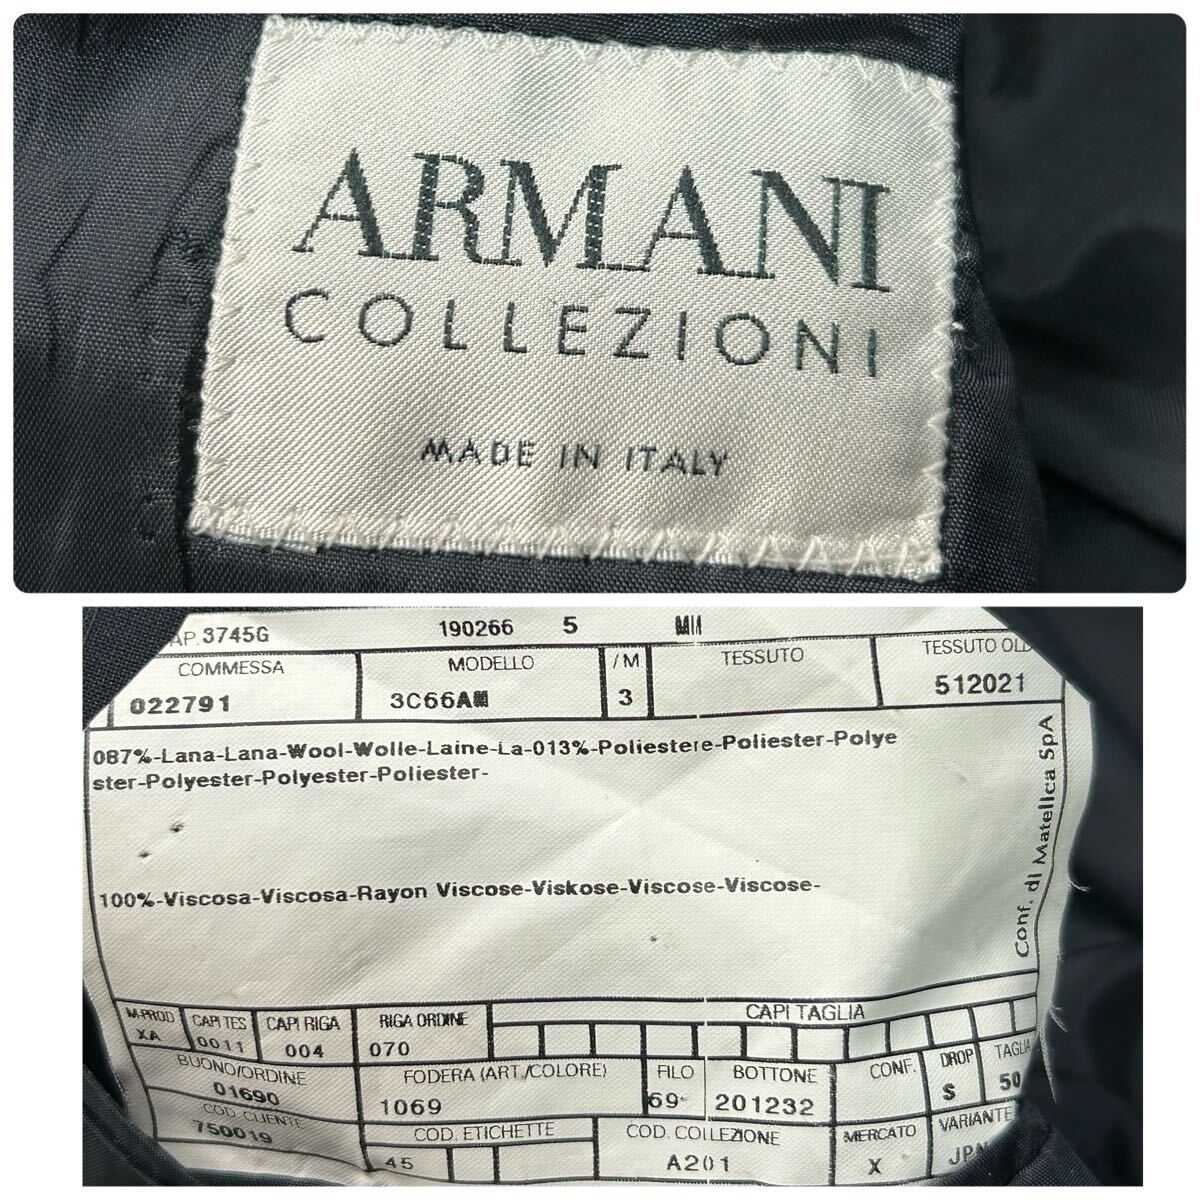 ARMANI
COLLEZIONI
MADE IN ITALY
AP.3745G 190266 5
COMMESSA MODELLO /M TESSUTO TESSUTO OLD
022791 3C66AM 3 512021
087%-Lana-Lana-Wool-Wolle-Laine-La-013%-Poliestere-Poliester-Polye
ster-Polyester-Polyester-Poliester-
100%-Viscosa-Viscosa-Rayon Viscose-Viskose-Viscose-Viscose-
Conf. di Matelica SpA
M-PROD CAPI TES CAPI RIGA RIGA ORDINE CAPI TAGLIA
XA 0011 004 070
BUONO/ORDINE FODERA (ART./COLORE) FILO BOTTONE CONF. DROP TAGLIA
01690 1069 69 201232 S 50
COD. CLIENTE COD. ETICHETTE COD. COLLEZIONE MERCATO VARIANTE
750019 45 A201 X JPN